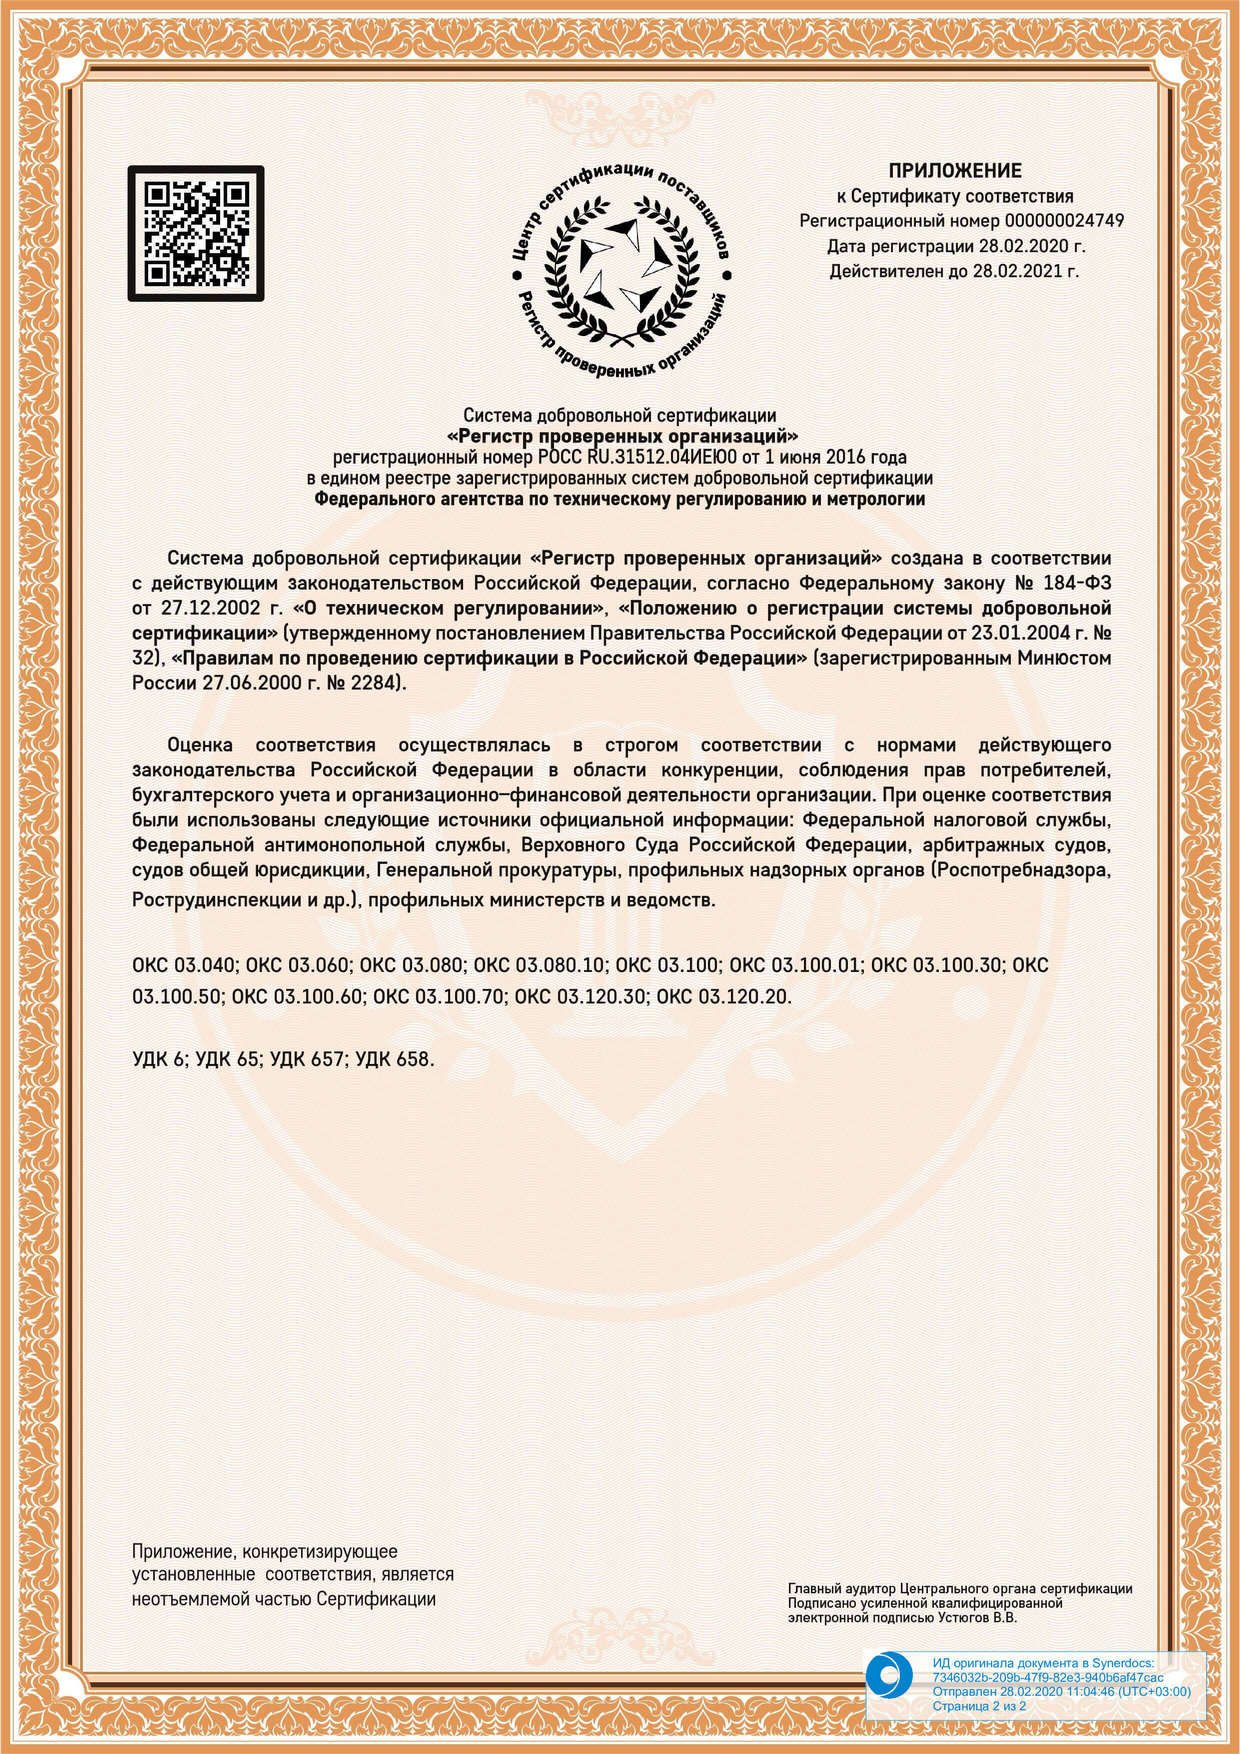 Центр сертификации поставщиков
Регистр проверенных организаций
ПРИЛОЖЕНИЕ
к Сертификату соответствия
Регистрационный номер 000000024749
Дата регистрации 28.02.2020 г.
Действителен до 28.02.2021 г.
Система добровольной сертификации
«Регистр проверенных организаций»
регистрационный номер РОСС RU.31512.04ИЕЮ0 от 1 июня 2016 года
в едином реестре зарегистрированных систем добровольной сертификации
Федерального агентства по техническому регулированию и метрологии
Система добровольной сертификации «Регистр проверенных организаций» создана в соответствии
с действующим законодательством Российской Федерации, согласно Федеральному закону № 184-ФЗ
от 27.12.2002 г. «О техническом регулировании», «Положению о регистрации системы добровольной
сертификации» (утвержденному постановлением Правительства Российской Федерации от 23.01.2004 г. №
32), «Правилам по проведению сертификации в Российской Федерации» (зарегистрированным Минюстом
России 27.06.2000 г. № 2284).
Оценка соответствия осуществлялась в строгом соответствии с нормами действующего
законодательства Российской Федерации в области конкуренции, соблюдения прав потребителей,
бухгалтерского учета и организационно–финансовой деятельности организации. При оценке соответствия
были использованы следующие источники официальной информации: Федеральной налоговой службы,
Федеральной антимонопольной службы, Верховного Суда Российской Федерации, арбитражных судов,
судов общей юрисдикции, Генеральной прокуратуры, профильных надзорных органов (Роспотребнадзора,
Рострудинспекции и др.), профильных министерств и ведомств.
ОКС 03.040; ОКС 03.060; ОКС 03.080; ОКС 03.080.10; ОКС 03.100; ОКС 03.100.01; ОКС 03.100.30; ОКС
03.100.50; ОКС 03.100.60; ОКС 03.100.70; ОКС 03.120.30; ОКС 03.120.20.
УДК 6; УДК 65; УДК 657; УДК 658.
Приложение, конкретизирующее
установленные соответствия, является
неотъемлемой частью Сертификации
Главный аудитор Центрального органа сертификации
Подписано усиленной квалифицированной
электронной подписью Устюгов В.В.
ИД оригинала документа в Synerdocs:
7346032b-209b-47f9-82e3-940b6af47cac
Отправлен 28.02.2020 11:04:46 (UTC+03:00)
Страница 2 из 2